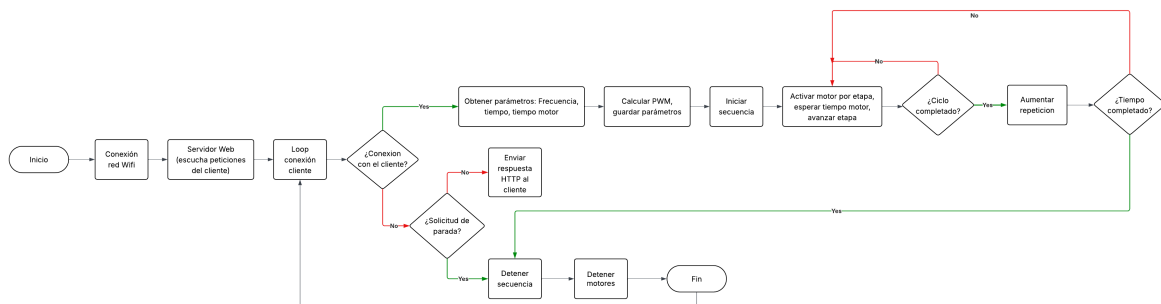 No
No
Yes
Obtener parámetros: Frecuencia,
tiempo, tiempo motor
Calcular PWM,
guardar parámetros
Iniciar
secuencia
Activar motor por etapa,
esperar tiempo motor,
avanzar etapa
¿Ciclo
completado?
Yes
Aumentar
repeticion
¿Tiempo
completado?
Inicio
Conexión
red Wifi
Servidor Web
(escucha peticiones
del cliente)
Loop
conexión
cliente
¿Conexion
con el cliente?
No
Enviar
respuesta
HTTP al
cliente
No
¿Solicitud de
parada?
Yes
Yes
Detener
secuencia
Detener
motores
Fin